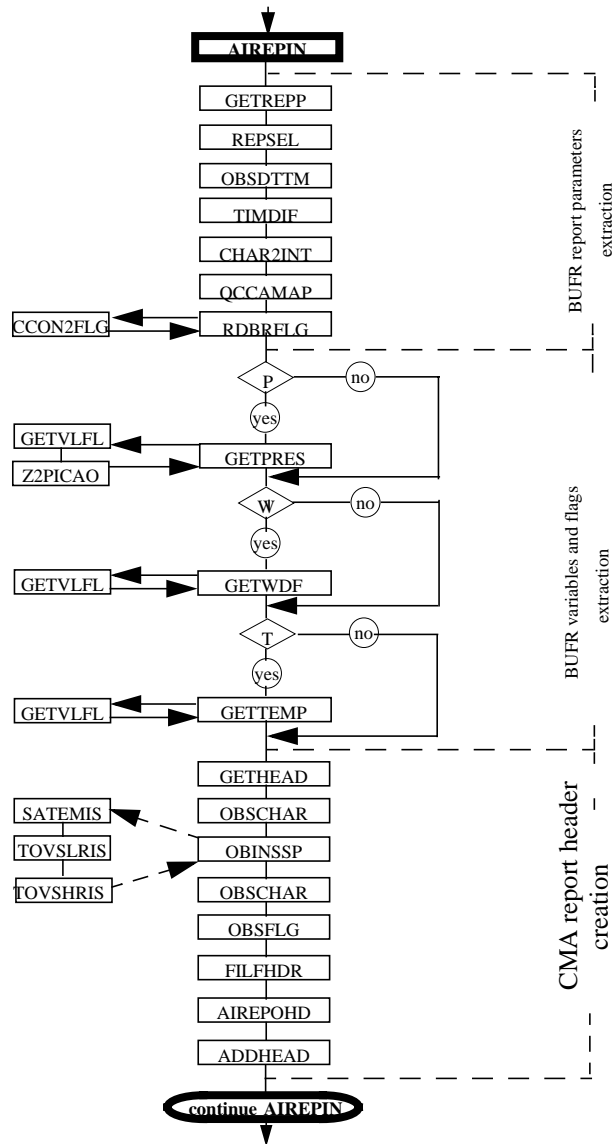 AIREPIN
GETREPP
REPSEL
OBSDTTM
TIMDIF
CHAR2INT
QCCAMAP
CCON2FLG
RDBRFLG
BUFR report parameters
extraction
P
no
yes
GETVLFL
GETPRES
Z2PICAO
W
no
yes
GETVLFL
GETWDF
T
no
yes
GETVLFL
GETTEMP
BUFR variables and flags
extraction
GETHEAD
SATEMIS
OBSCHAR
TOVSLRIS
OBINSSP
TOVSHRIS
OBSCHAR
OBSFLG
FILFHDR
AIREPOHD
ADDHEAD
CMA report header
creation
continue AIREPIN